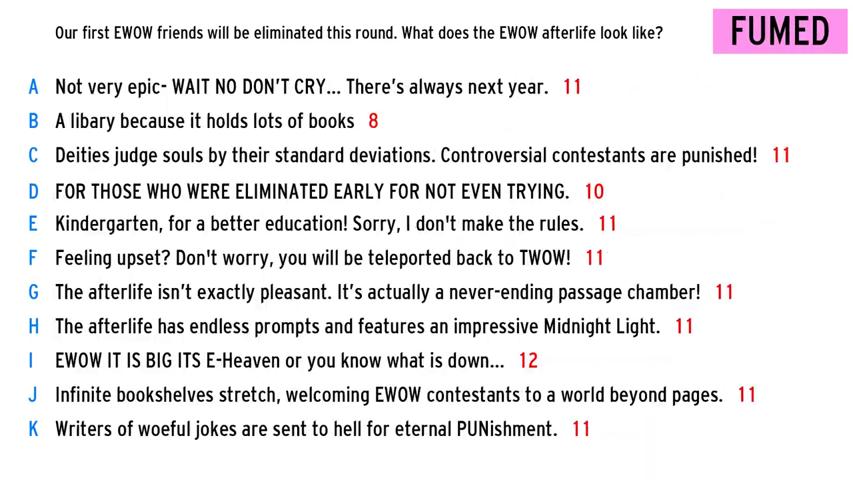 Our first EWOW friends will be eliminated this round. What does the EWOW afterlife look like?
FUMED
A Not very epic- WAIT NO DON'T CRY... There's always next year. 11
B A libary because it holds lots of books 8
C Deities judge souls by their standard deviations. Controversial contestants are punished! 11
D FOR THOSE WHO WERE ELIMINATED EARLY FOR NOT EVEN TRYING. 10
E Kindergarten, for a better education! Sorry, I don't make the rules. 11
F Feeling upset? Don't worry, you will be teleported back to TWOW! 11
G The afterlife isn't exactly pleasant. It's actually a never-ending passage chamber! 11
H The afterlife has endless prompts and features an impressive Midnight Light. 11
I EWOW IT IS BIG ITS E-Heaven or you know what is down... 12
J Infinite bookshelves stretch, welcoming EWOW contestants to a world beyond pages. 11
K Writers of woeful jokes are sent to hell for eternal PUNishment. 11